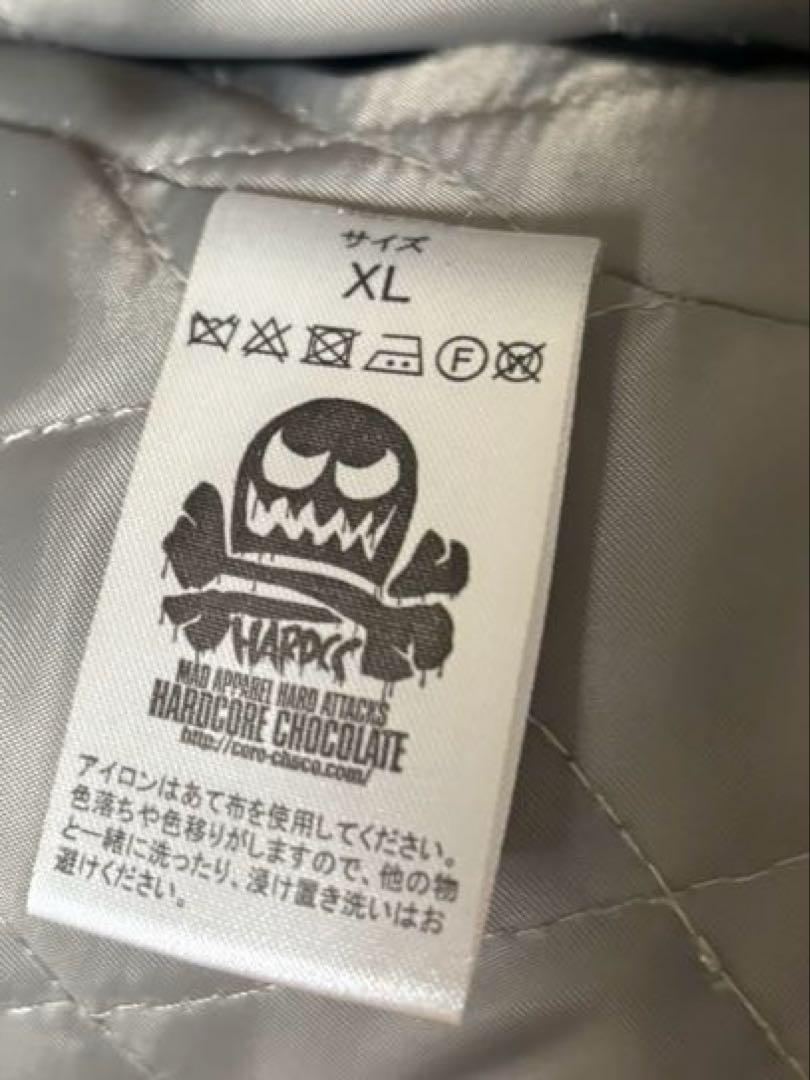 サイズ
XL
F
W
HARDCC
MAD APPAREL HARD ATTACKS
HARDCORE CHOCOLATE
http://core-choco.com/
アイロンはあて布を使用してください。
色落ちや色移りがしますので、他の物
と一緒に洗ったり、浸け置き洗いはお
避けください。